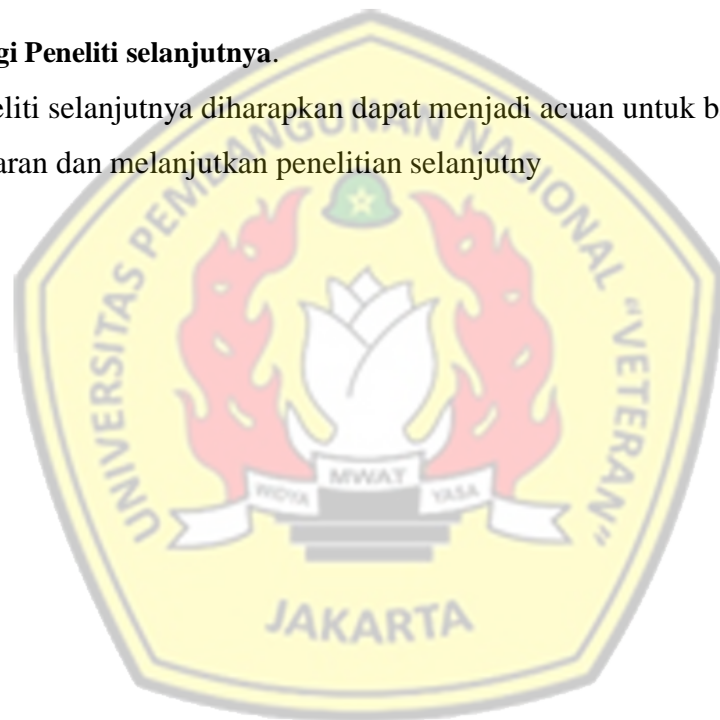 gi Peneliti selanjutnya.
eliti selanjutnya diharapkan dapat menjadi acuan untuk b
aran dan melanjutkan penelitian selanjutny
UNIVERSITAS PEMBANGUNAN NASIONAL "VETERAN"
WIDYA MWAT YASA
JAKARTA